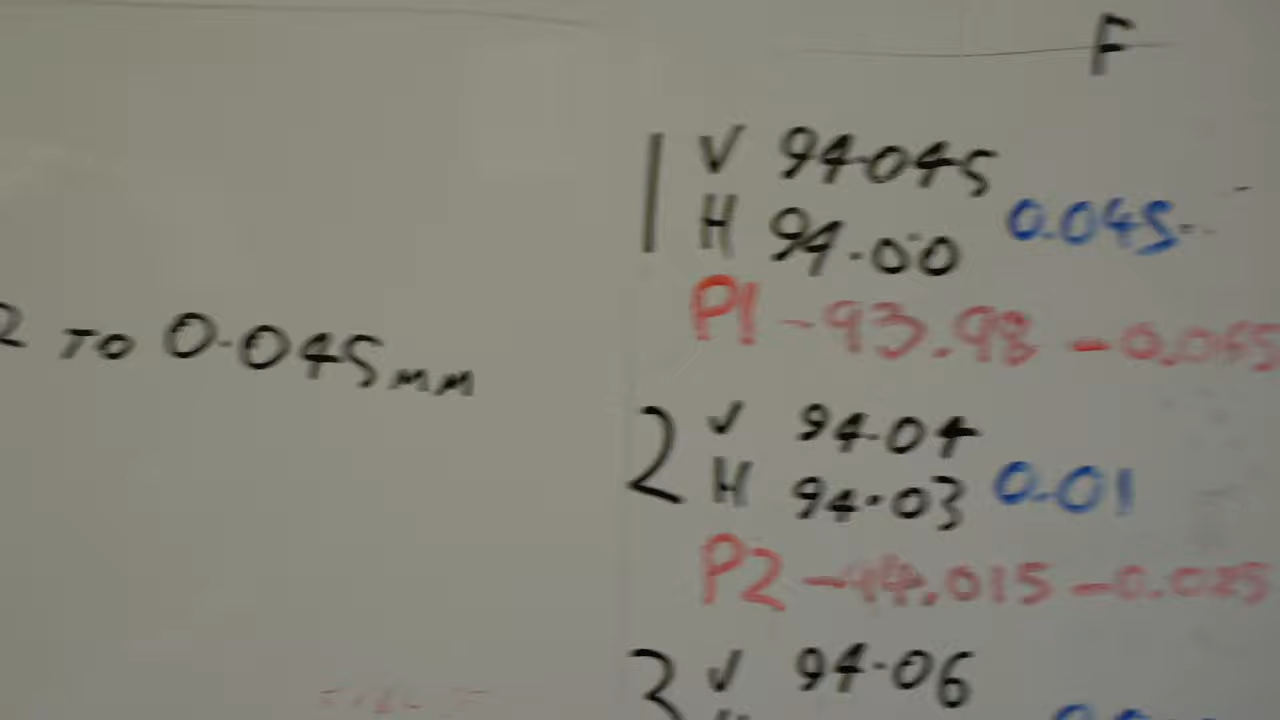 F
1 V 94.045
H 94.00 0.045
P1 - 93.98 - 0.065
2 TO 0.045mm
2 V 94.04
H 94.03 0.01
P2 - 94.015 - 0.025
3 V 94.06